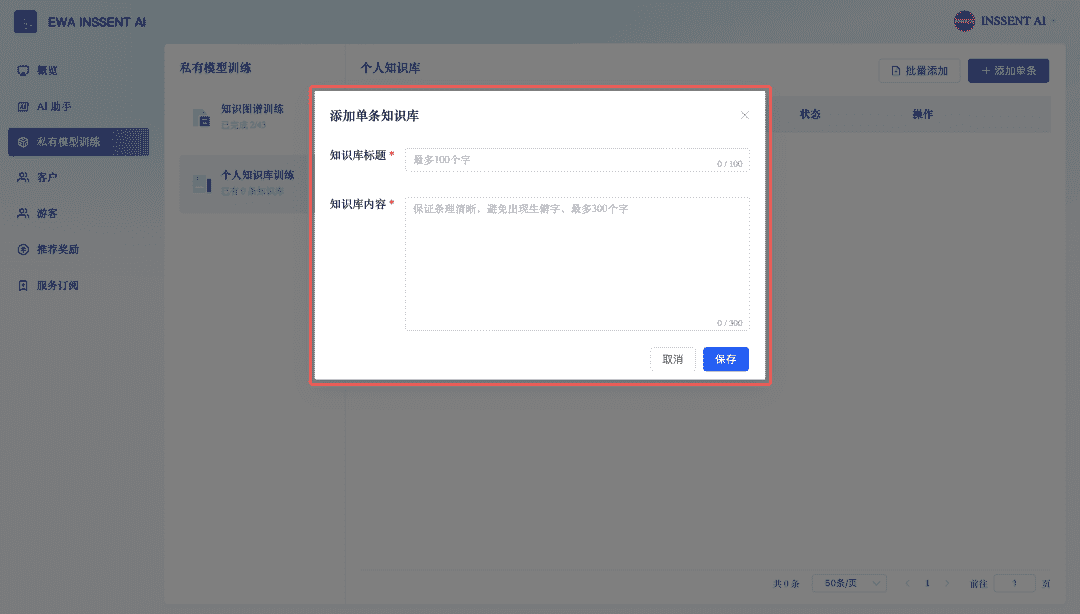 EWA INSSENT AI
INSSENT AI
概览
AI 助手
私有模型训练
客户
游客
推荐奖励
服务订阅
私有模型训练
知识图谱训练
已完成
个人知识库训练
个人知识库
批量添加
+ 添加单条
状态
操作
添加单条知识库
知识库标题 *
最多100个字
0 / 100
知识库内容 *
保证条理清晰，避免出现生僻字、最多300个字
0 / 300
取消
保存
共 0 条
50条/页
1
前往
1
页